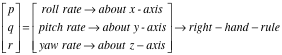 p roll rate → about x - axis
q = pitch rate → about y - axis → right - hand - rule
r yaw rate → about z - axis